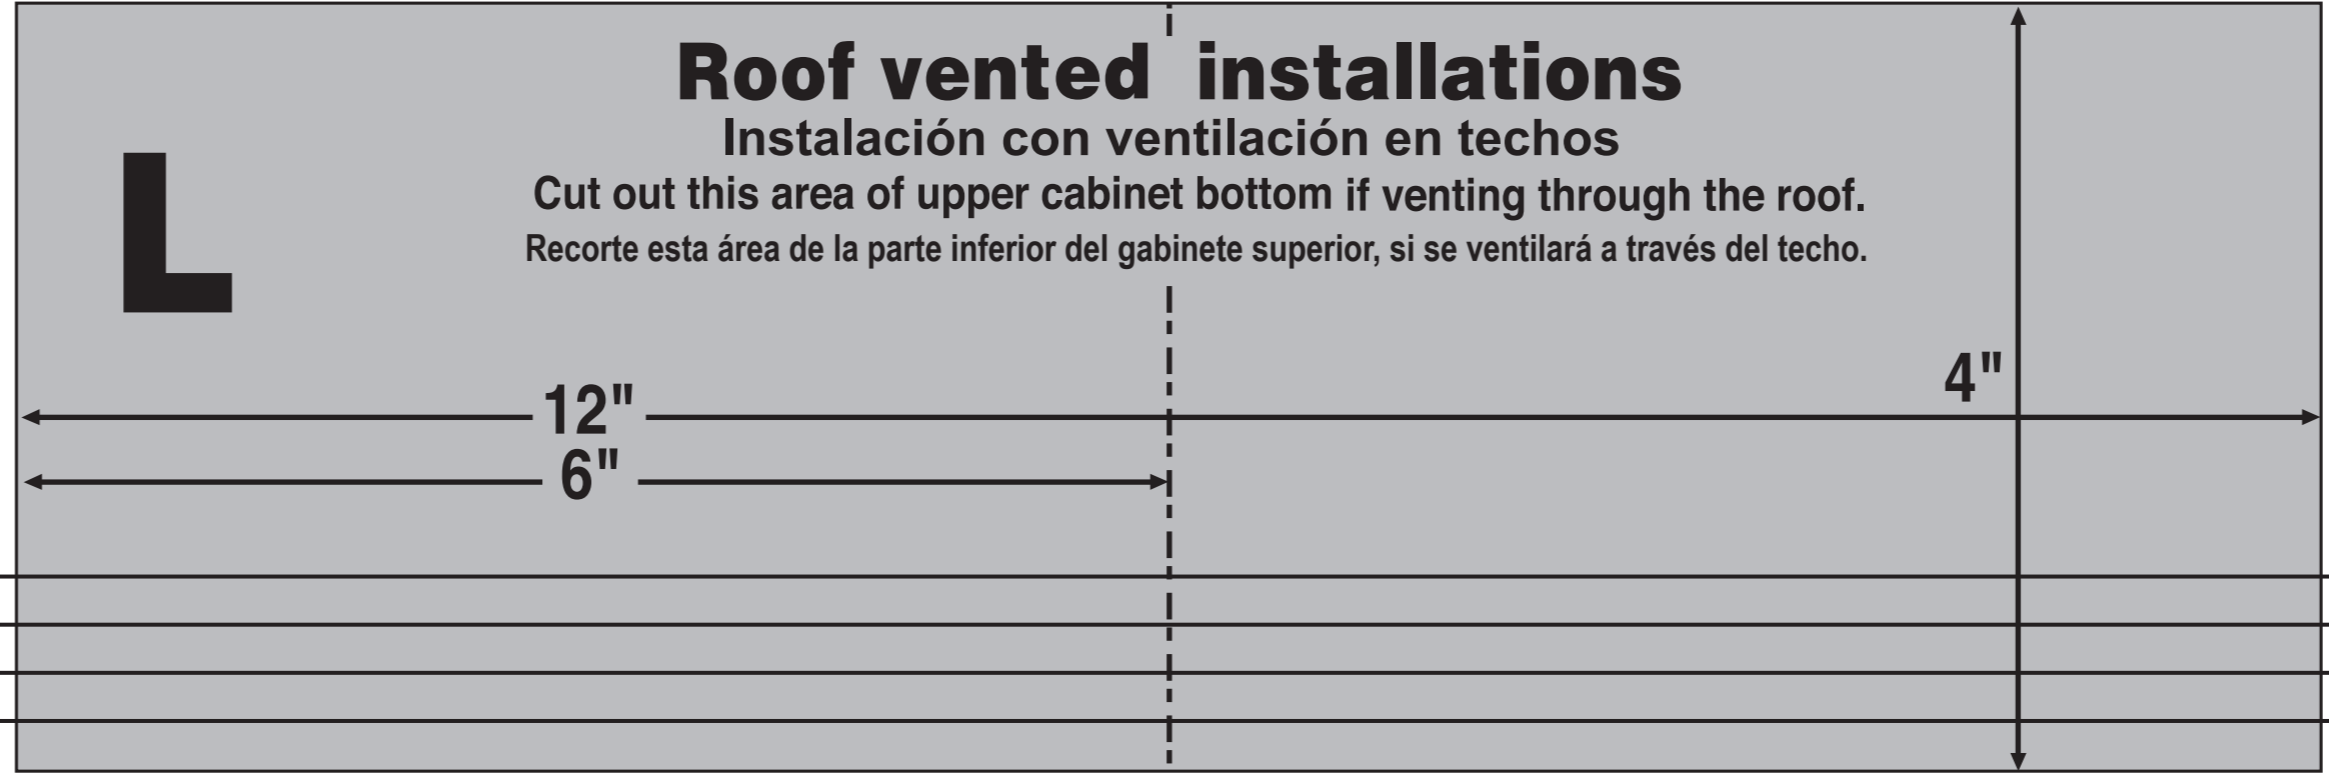 Roof vented installations
Instalación con ventilación en techos
Cut out this area of upper cabinet bottom if venting through the roof.
Recorte esta área de la parte inferior del gabinete superior, si se ventilará a través del techo.
L
4"
12"
6"